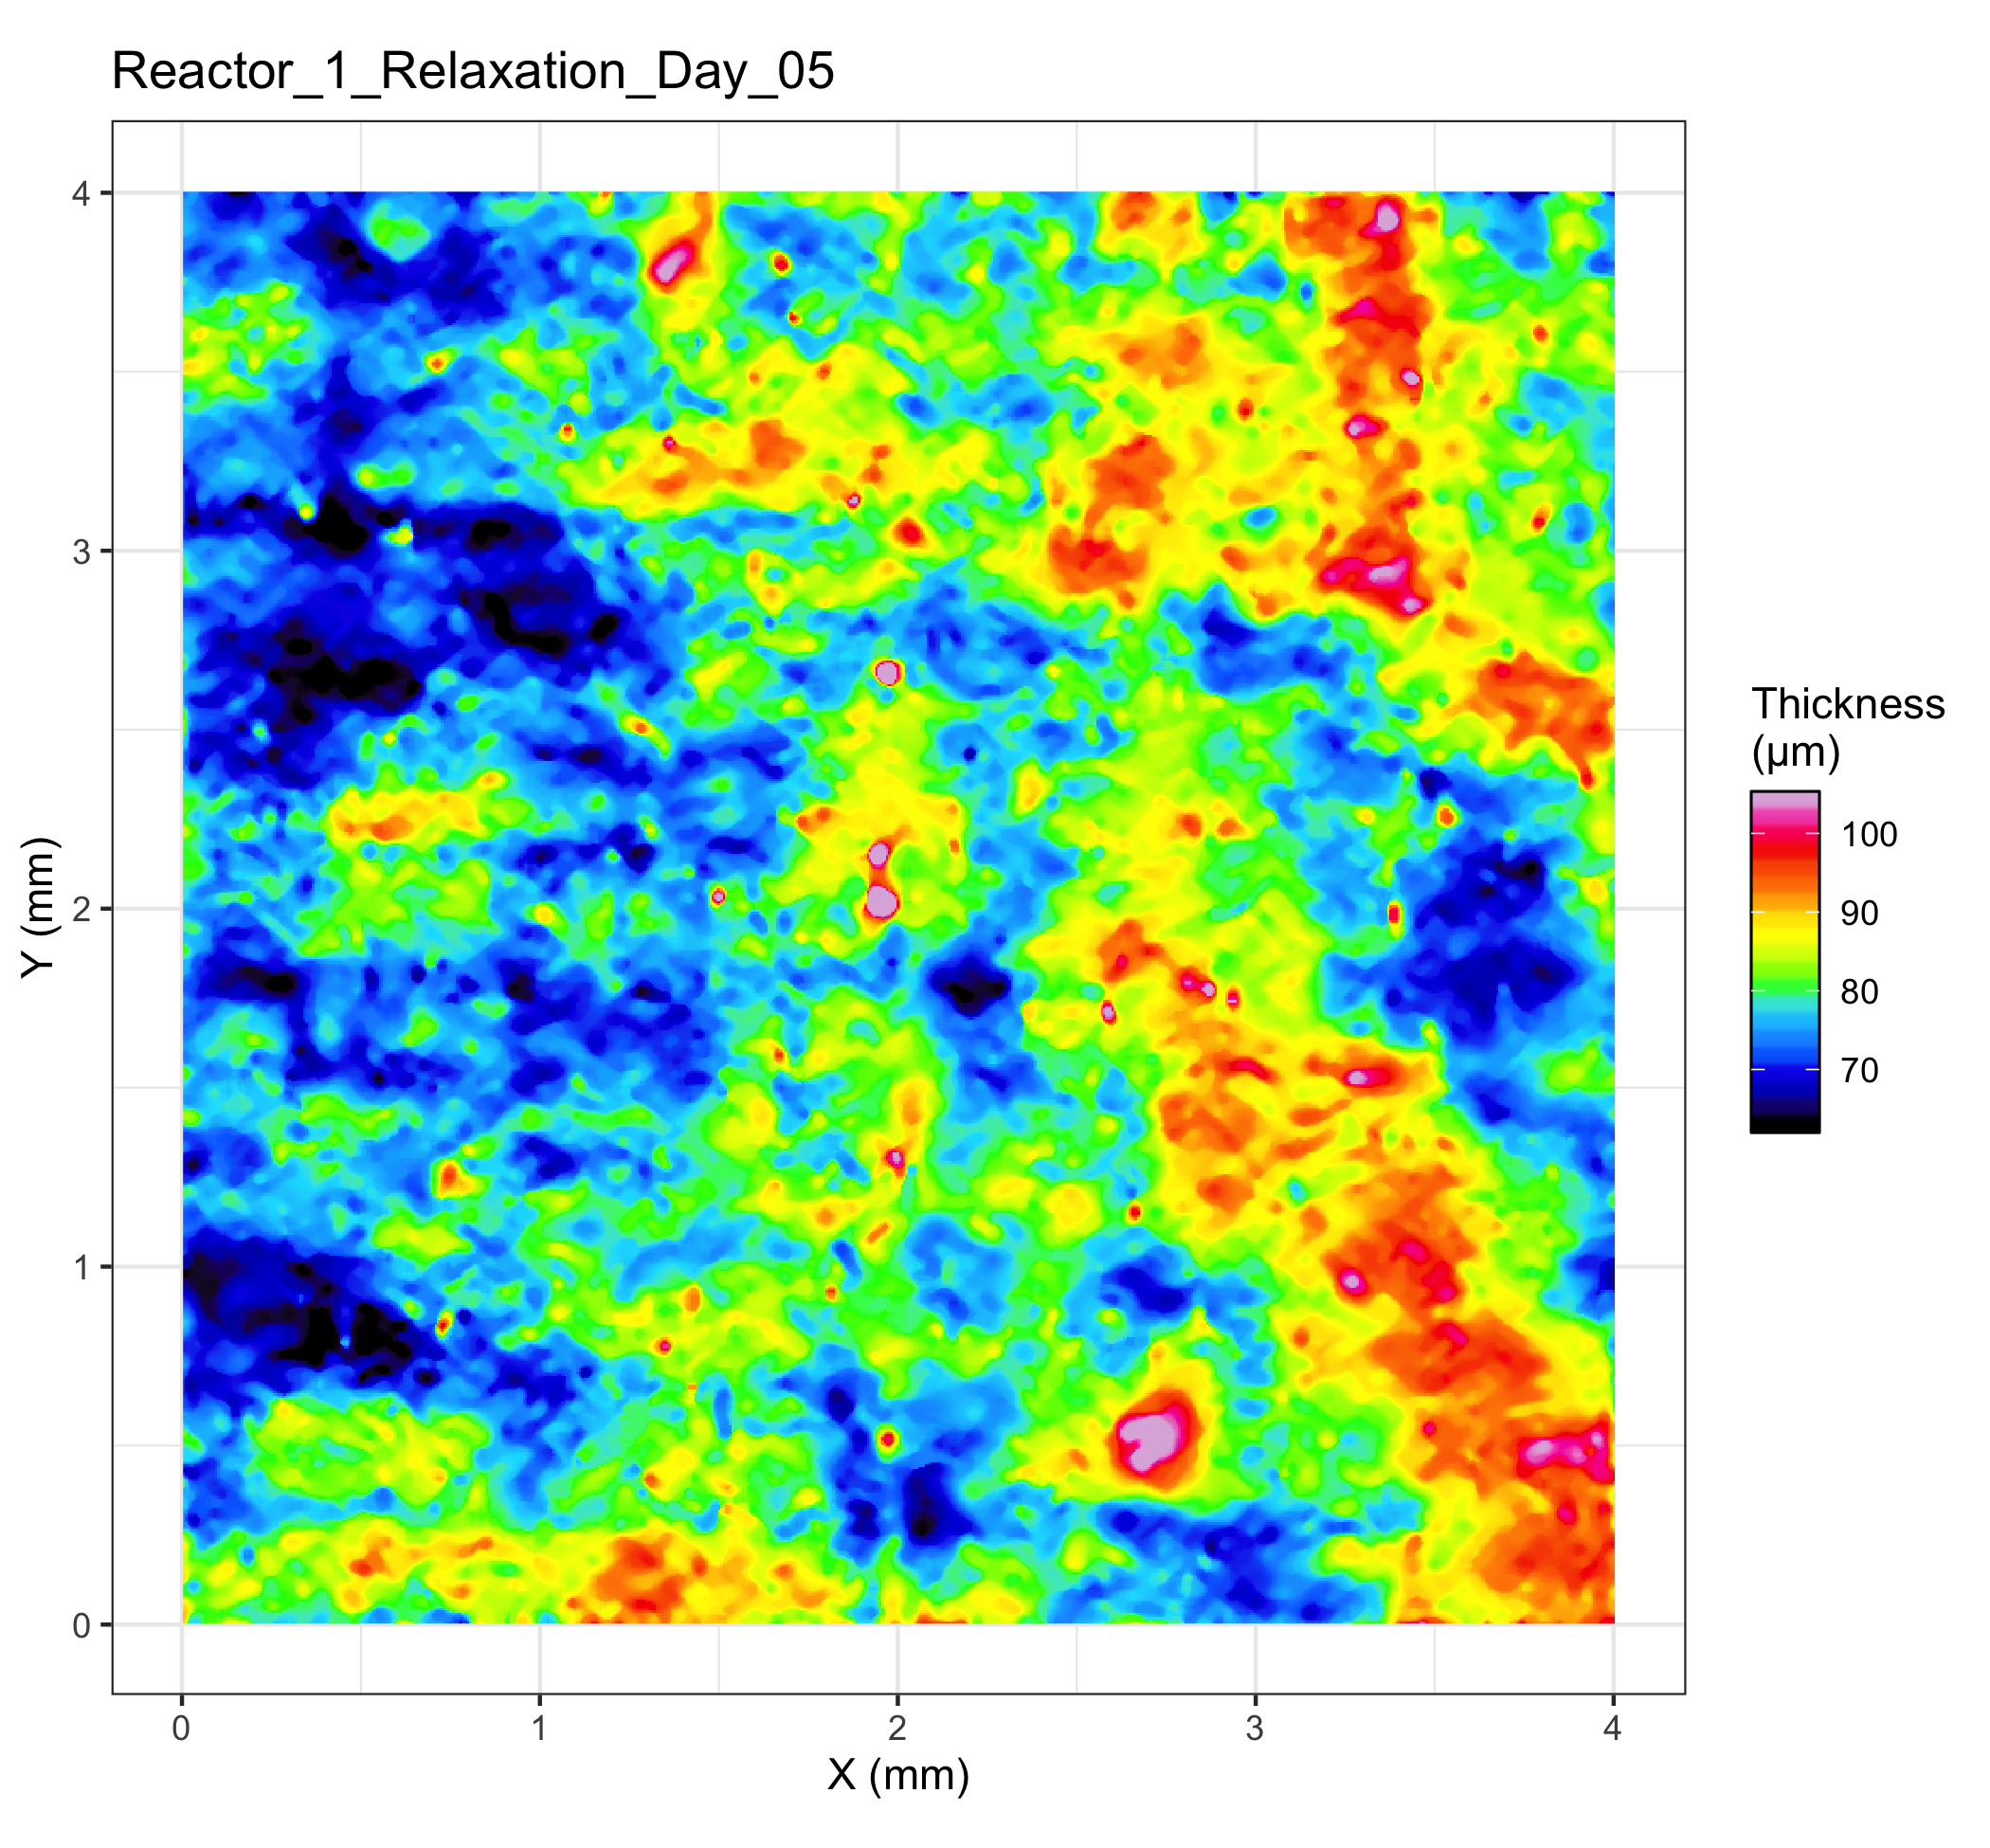 Reactor_1_Relaxation_Day_05
4
3
2
1
0
Y (mm)
0 1 2 3 4
X (mm)
Thickness
(μm)
100
90
80
70